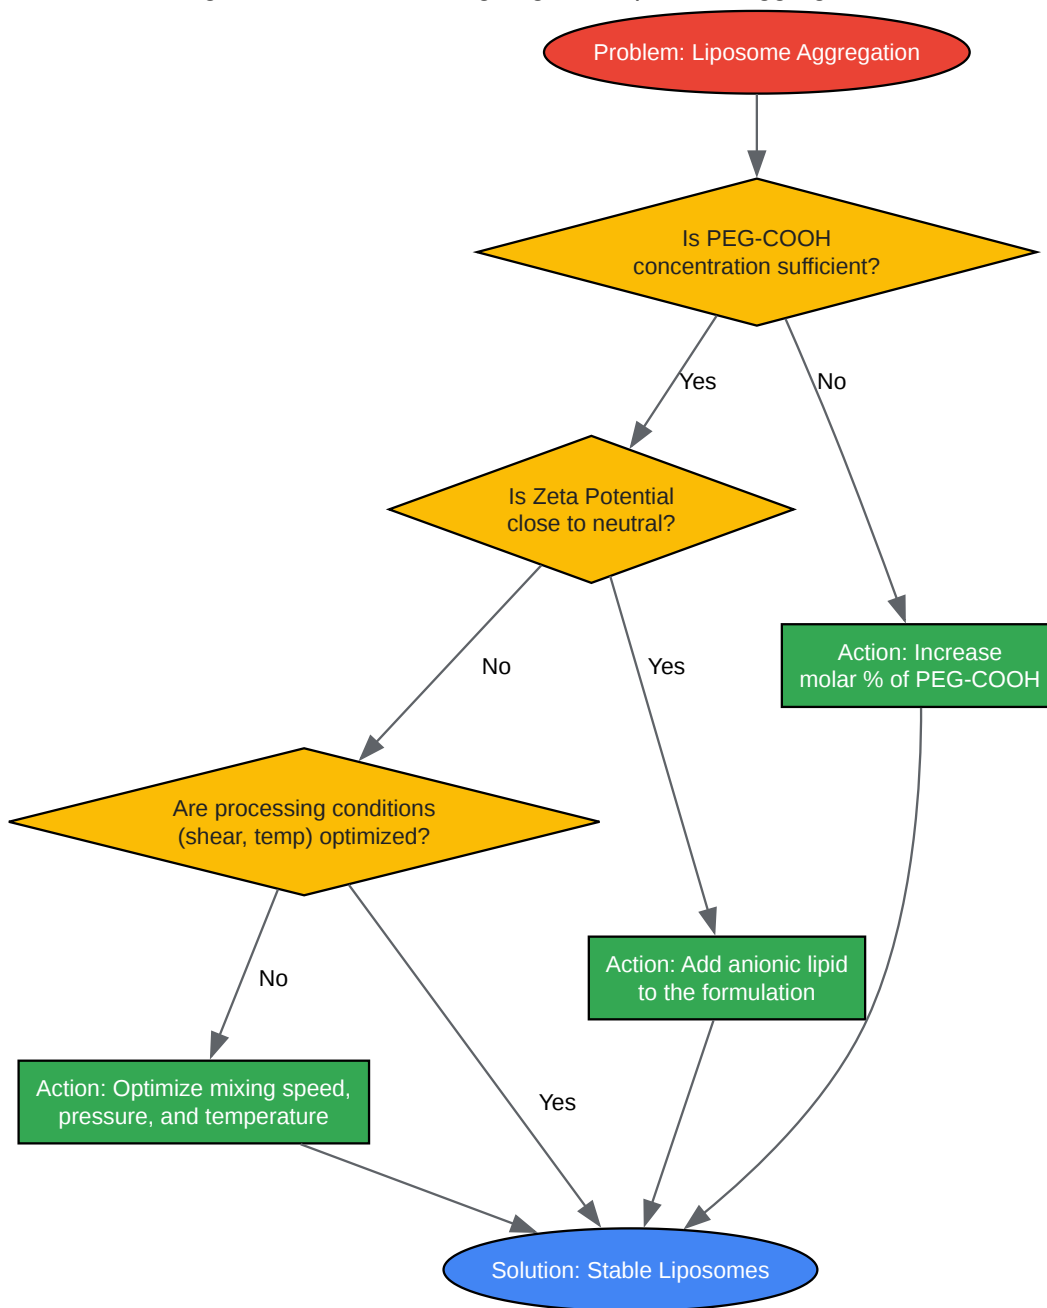 Problem: Liposome Aggregation
Is PEG-COOH
concentration sufficient?
Yes
No
Is Zeta Potential
close to neutral?
Action: Increase
molar % of PEG-COOH
No
Yes
Are processing conditions
(shear, temp) optimized?
Action: Add anionic lipid
to the formulation
No
Yes
Action: Optimize mixing speed,
pressure, and temperature
Solution: Stable Liposomes